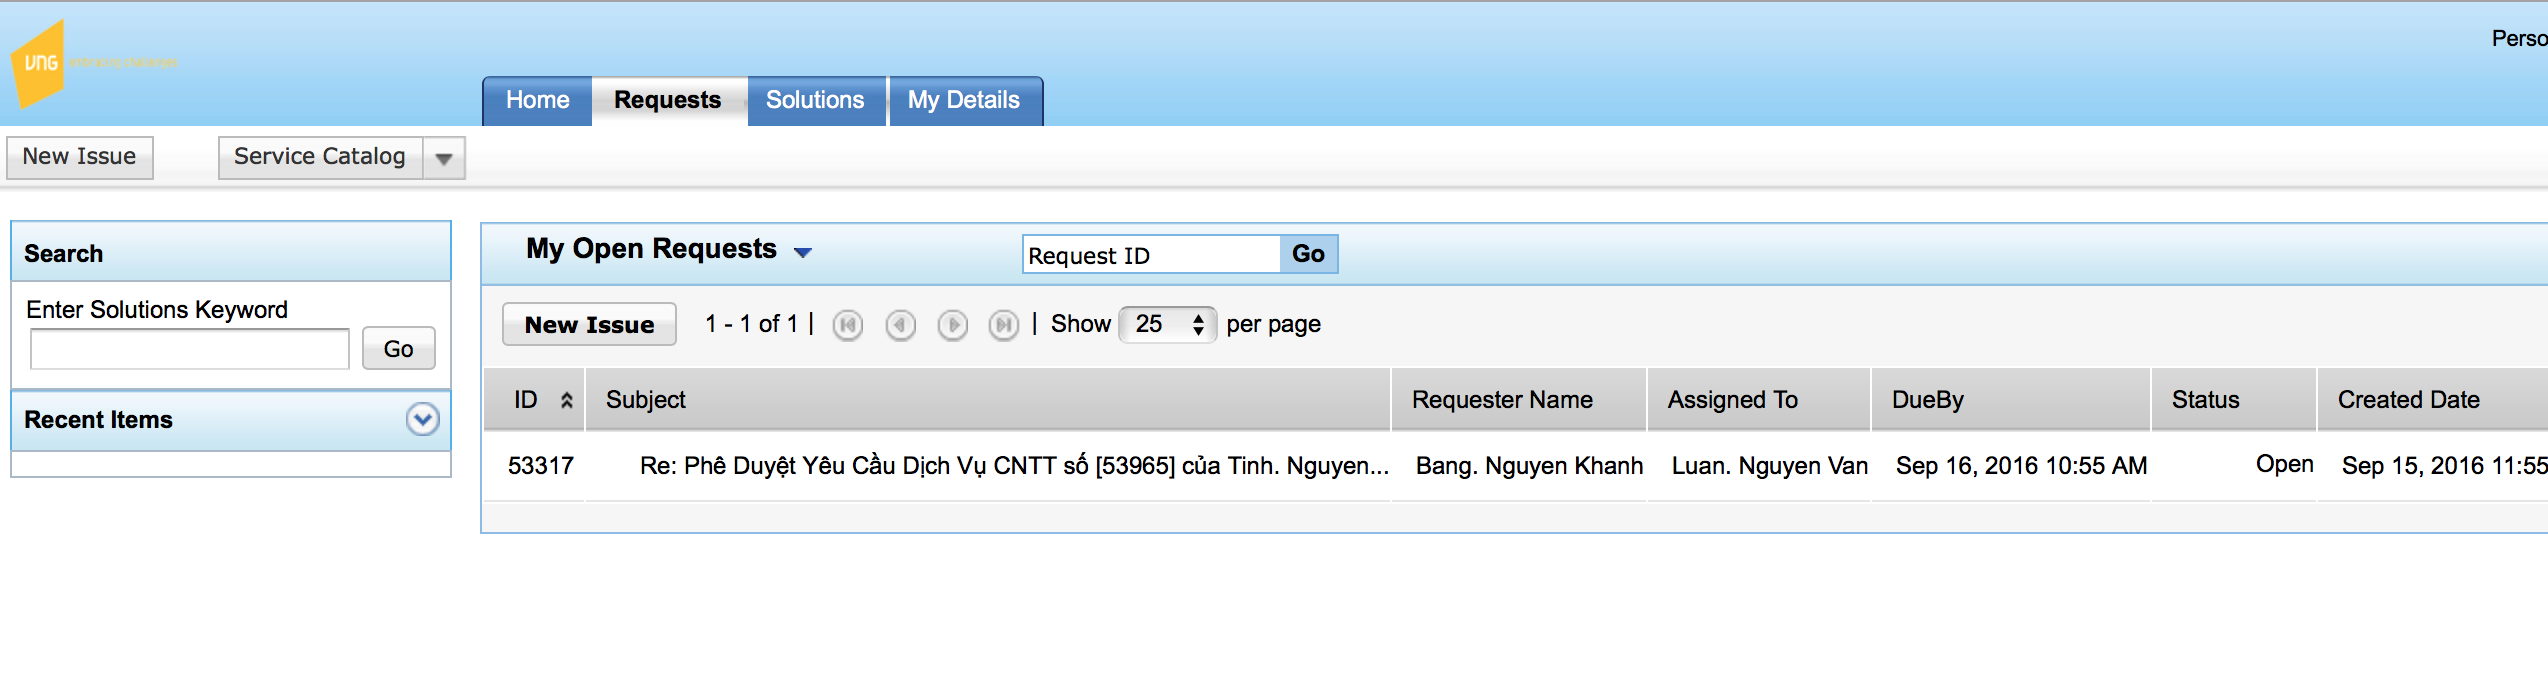 VNG
Perso
Home Requests Solutions My Details
New Issue Service Catalog
Search
Enter Solutions Keyword
Go
Recent Items
My Open Requests Request ID Go
New Issue 1 - 1 of 1 | | Show 25 per page
ID Subject Requester Name Assigned To DueBy Status Created Date
53317 Re: Phê Duyệt Yêu Cầu Dịch Vụ CNTT số [53965] của Tinh. Nguyen... Bang. Nguyen Khanh Luan. Nguyen Van Sep 16, 2016 10:55 AM Open Sep 15, 2016 11:55